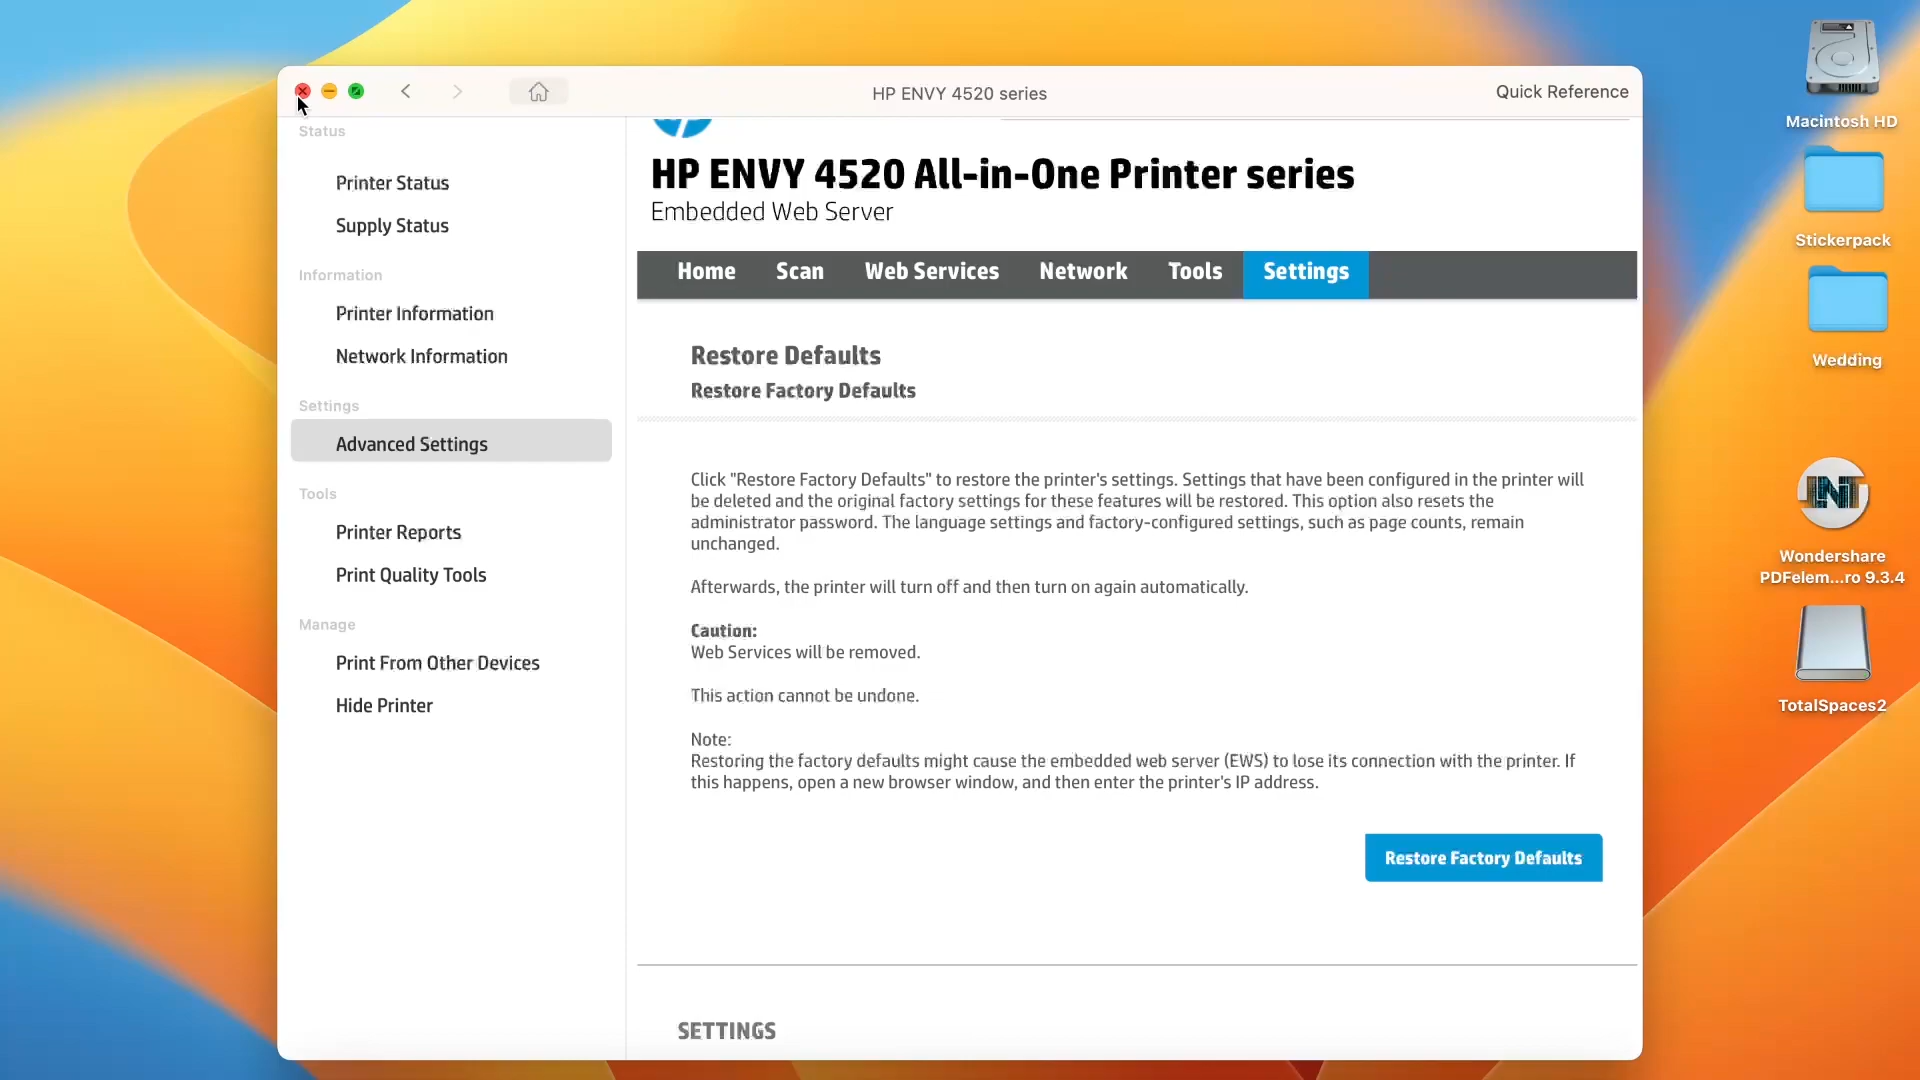 HP ENVY 4520 series
Quick Reference
Status
Printer Status
Supply Status
Information
Printer Information
Network Information
Settings
Advanced Settings
Tools
Printer Reports
Print Quality Tools
Manage
Print From Other Devices
Hide Printer
HP ENVY 4520 All-in-One Printer series
Embedded Web Server
Home Scan Web Services Network Tools Settings
Restore Defaults
Restore Factory Defaults
Click "Restore Factory Defaults" to restore the printer's settings. Settings that have been configured in the printer will
be deleted and the original factory settings for these features will be restored. This option also resets the
administrator password. The language settings and factory-configured settings, such as page counts, remain
unchanged.
Afterwards, the printer will turn off and then turn on again automatically.
Caution:
Web Services will be removed.
This action cannot be undone.
Note:
Restoring the factory defaults might cause the embedded web server (EWS) to lose its connection with the printer. If
this happens, open a new browser window, and then enter the printer's IP address.
Restore Factory Defaults
SETTINGS
Macintosh HD
Stickerpack
Wedding
Wondershare
PDFelem...ro 9.3.4
TotalSpaces2